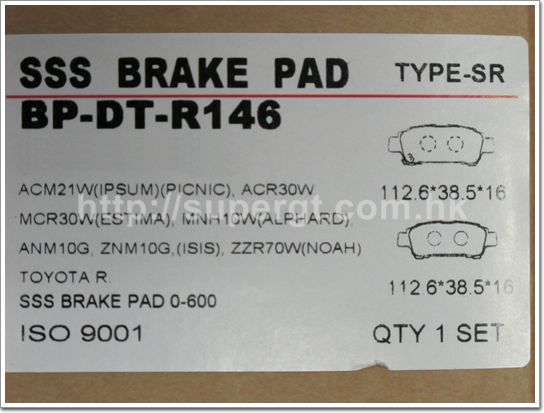 SSS BRAKE PAD TYPE-SR
BP-DT-R146
ACM21W(IPSUM)(PICNIC), ACR30W 112.6*38.5*16
MCR30W(ESTIMA), MNH10W(ALPHARD),
http://supergt.com.hk
ANM10G, ZNM10G,(ISIS), ZZR70W(NOAH)
TOYOTA R. 112.6*38.5*16
SSS BRAKE PAD 0-600
ISO 9001 QTY 1 SET